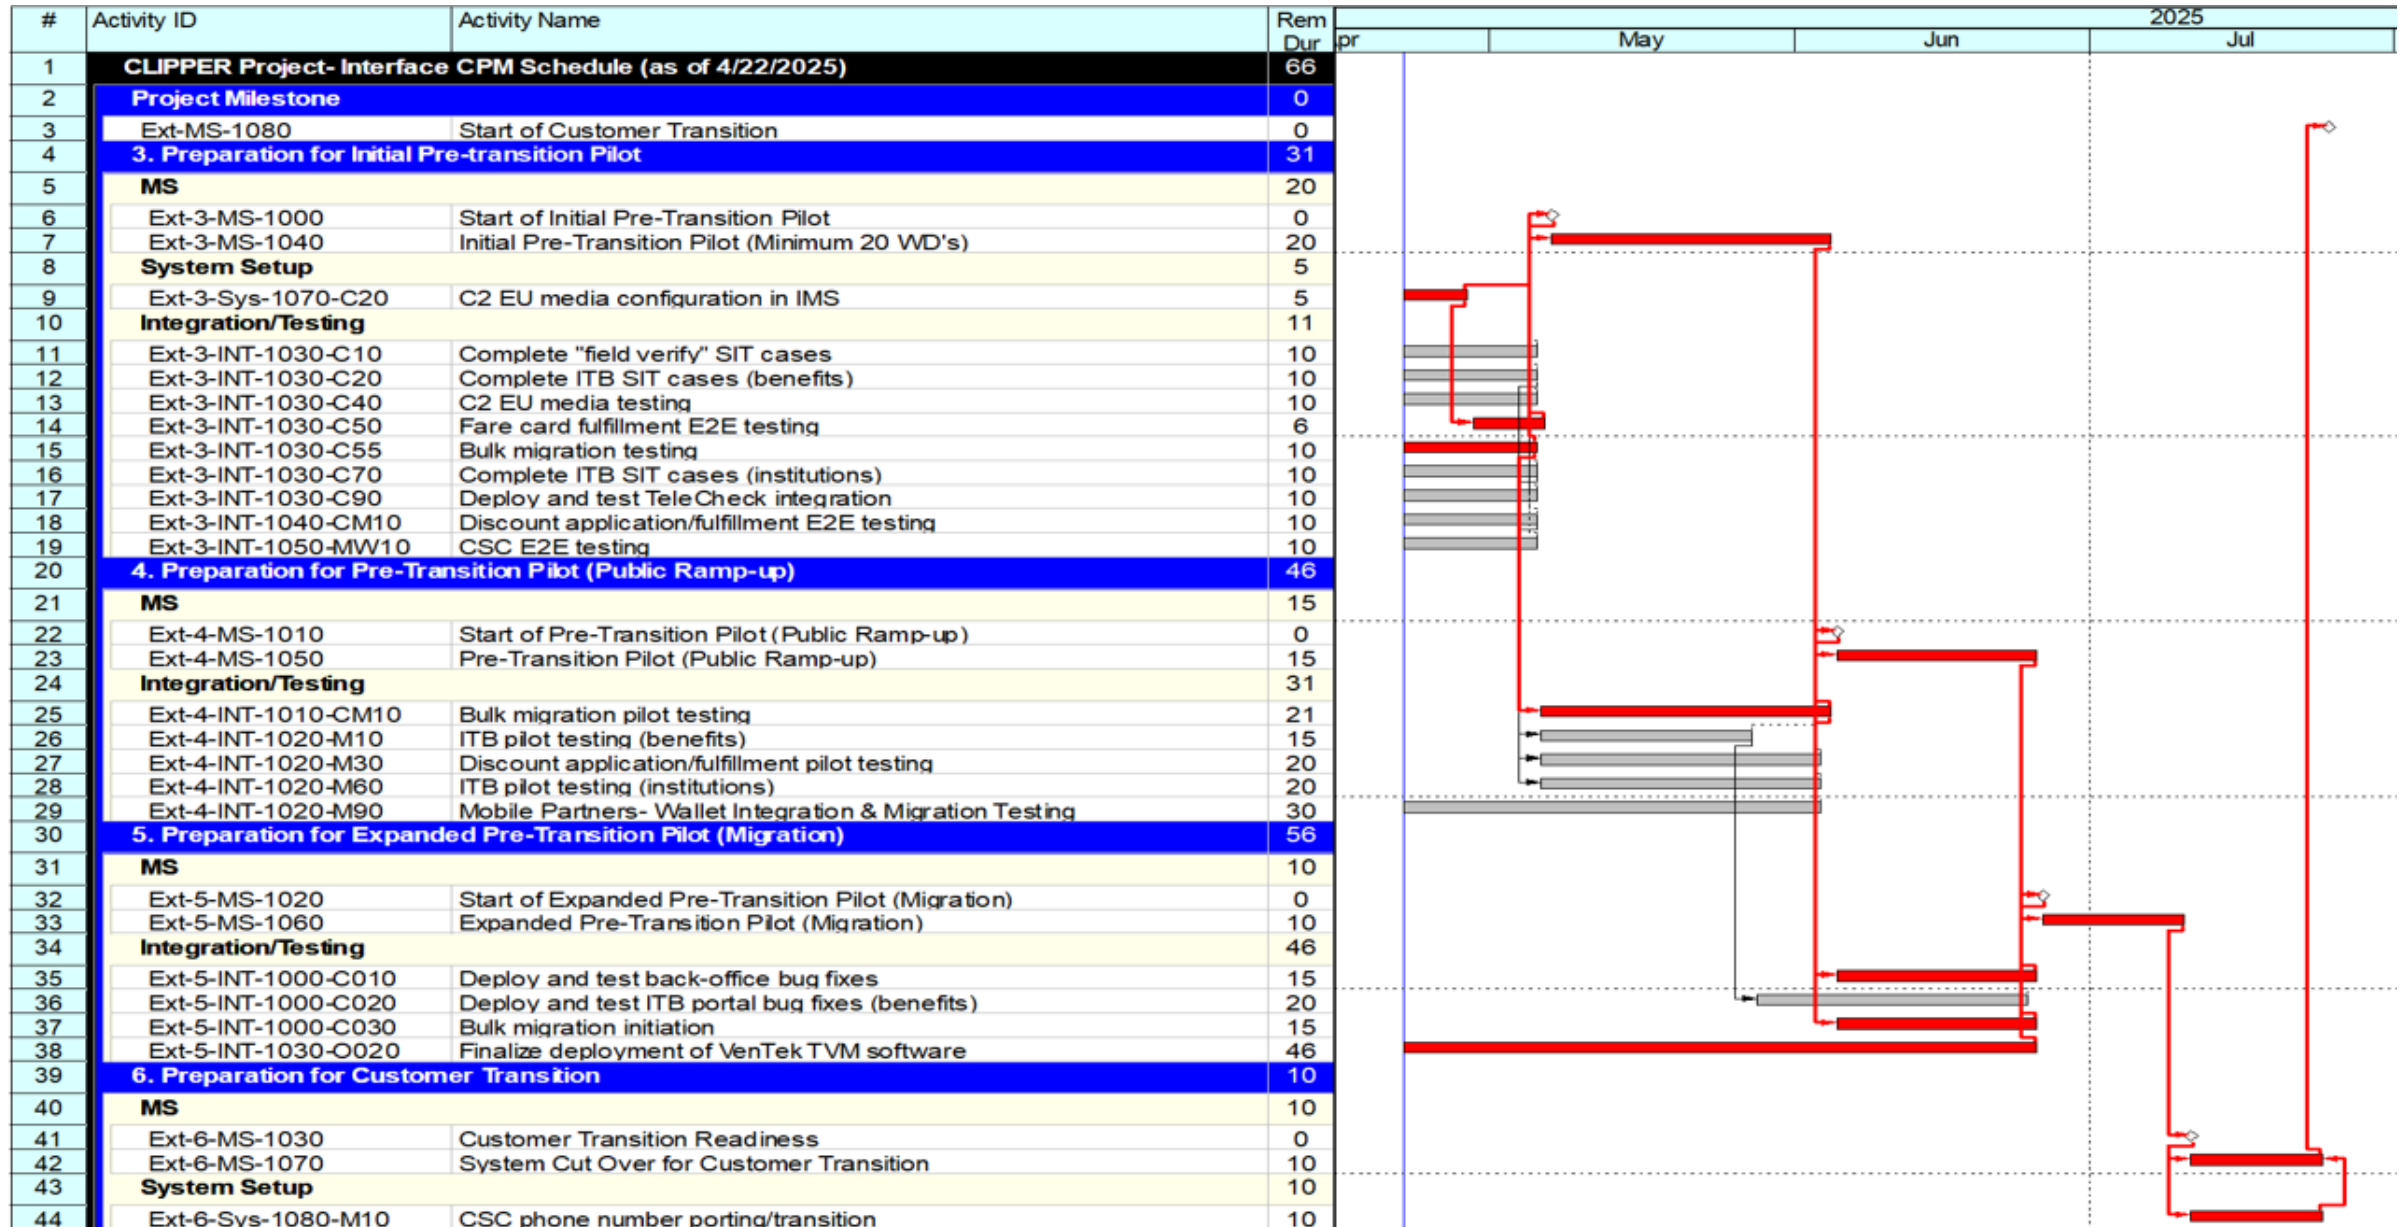 # Activity ID Activity Name Rem Dur pr May Jun 2025 Jul
1 CLIPPER Project- Interface CPM Schedule (as of 4/22/2025) 66
2 Project Milestone 0
3 Ext-MS-1080 Start of Customer Transition 0
4 3. Preparation for Initial Pre-transition Pilot 31
5 MS 20
6 Ext-3-MS-1000 Start of Initial Pre-Transition Pilot 0
7 Ext-3-MS-1040 Initial Pre-Transition Pilot (Minimum 20 WD's) 20
8 System Setup 5
9 Ext-3-Sys-1070-C20 C2 EU media configuration in IMS 5
10 Integration/Testing 11
11 Ext-3-INT-1030-C10 Complete "field verify" SIT cases 10
12 Ext-3-INT-1030-C20 Complete ITB SIT cases (benefits) 10
13 Ext-3-INT-1030-C40 C2 EU media testing 10
14 Ext-3-INT-1030-C50 Fare card fulfillment E2E testing 6
15 Ext-3-INT-1030-C55 Bulk migration testing 10
16 Ext-3-INT-1030-C70 Complete ITB SIT cases (institutions) 10
17 Ext-3-INT-1030-C90 Deploy and test TeleCheck integration 10
18 Ext-3-INT-1040-CM10 Discount application/fulfillment E2E testing 10
19 Ext-3-INT-1050-MW10 CSC E2E testing 10
20 4. Preparation for Pre-Transition Pilot (Public Ramp-up) 46
21 MS 15
22 Ext-4-MS-1010 Start of Pre-Transition Pilot (Public Ramp-up) 0
23 Ext-4-MS-1050 Pre-Transition Pilot (Public Ramp-up) 15
24 Integration/Testing 31
25 Ext-4-INT-1010-CM10 Bulk migration pilot testing 21
26 Ext-4-INT-1020-M10 ITB pilot testing (benefits) 15
27 Ext-4-INT-1020-M30 Discount application/fulfillment pilot testing 20
28 Ext-4-INT-1020-M60 ITB pilot testing (institutions) 20
29 Ext-4-INT-1020-M90 Mobile Partners- Wallet Integration & Migration Testing 30
30 5. Preparation for Expanded Pre-Transition Pilot (Migration) 56
31 MS 10
32 Ext-5-MS-1020 Start of Expanded Pre-Transition Pilot (Migration) 0
33 Ext-5-MS-1060 Expanded Pre-Transition Pilot (Migration) 10
34 Integration/Testing 46
35 Ext-5-INT-1000-C010 Deploy and test back-office bug fixes 15
36 Ext-5-INT-1000-C020 Deploy and test ITB portal bug fixes (benefits) 20
37 Ext-5-INT-1000-C030 Bulk migration initiation 15
38 Ext-5-INT-1030-O020 Finalize deployment of VenTek TVM software 46
39 6. Preparation for Customer Transition 10
40 MS 10
41 Ext-6-MS-1030 Customer Transition Readiness 0
42 Ext-6-MS-1070 System Cut Over for Customer Transition 10
43 System Setup 10
44 Ext-6-Sys-1080-M10 CSC phone number porting/transition 10